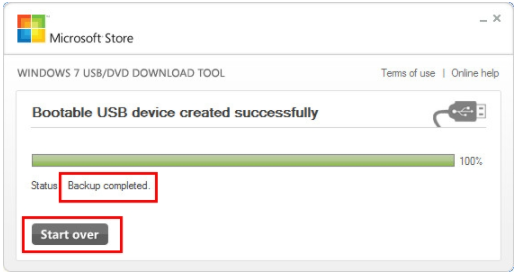 Microsoft Store
WINDOWS 7 USB/DVD DOWNLOAD TOOL
Terms of use | Online help
Bootable USB device created successfully
100%
Status: Backup completed.
Start over